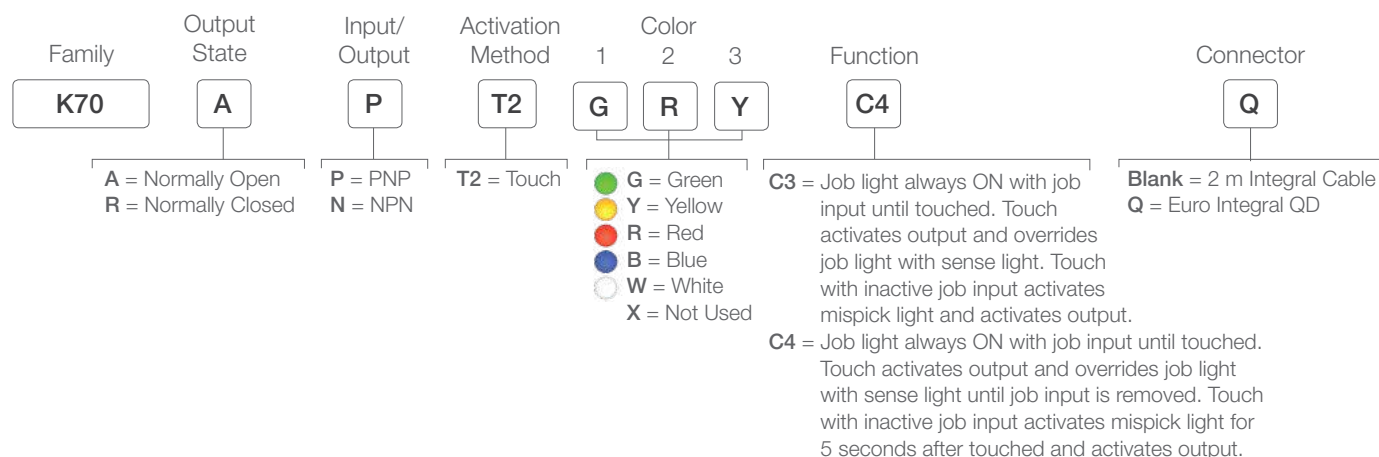 Family
Output
State
Input/
Output
Activation
Method
Color
1 2 3
Function
Connector
K70 A P T2 G R Y C4 Q
A = Normally Open
R = Normally Closed
P = PNP
N = NPN
T2 = Touch
G = Green
Y = Yellow
R = Red
B = Blue
W = White
X = Not Used
C3 = Job light always ON with job
input until touched. Touch
activates output and overrides
job light with sense light. Touch
with inactive job input activates
mispick light and activates output.
C4 = Job light always ON with job input until touched.
Touch activates output and overrides job light
with sense light until job input is removed. Touch
with inactive job input activates mispick light for
5 seconds after touched and activates output.
Blank = 2 m Integral Cable
Q = Euro Integral QD